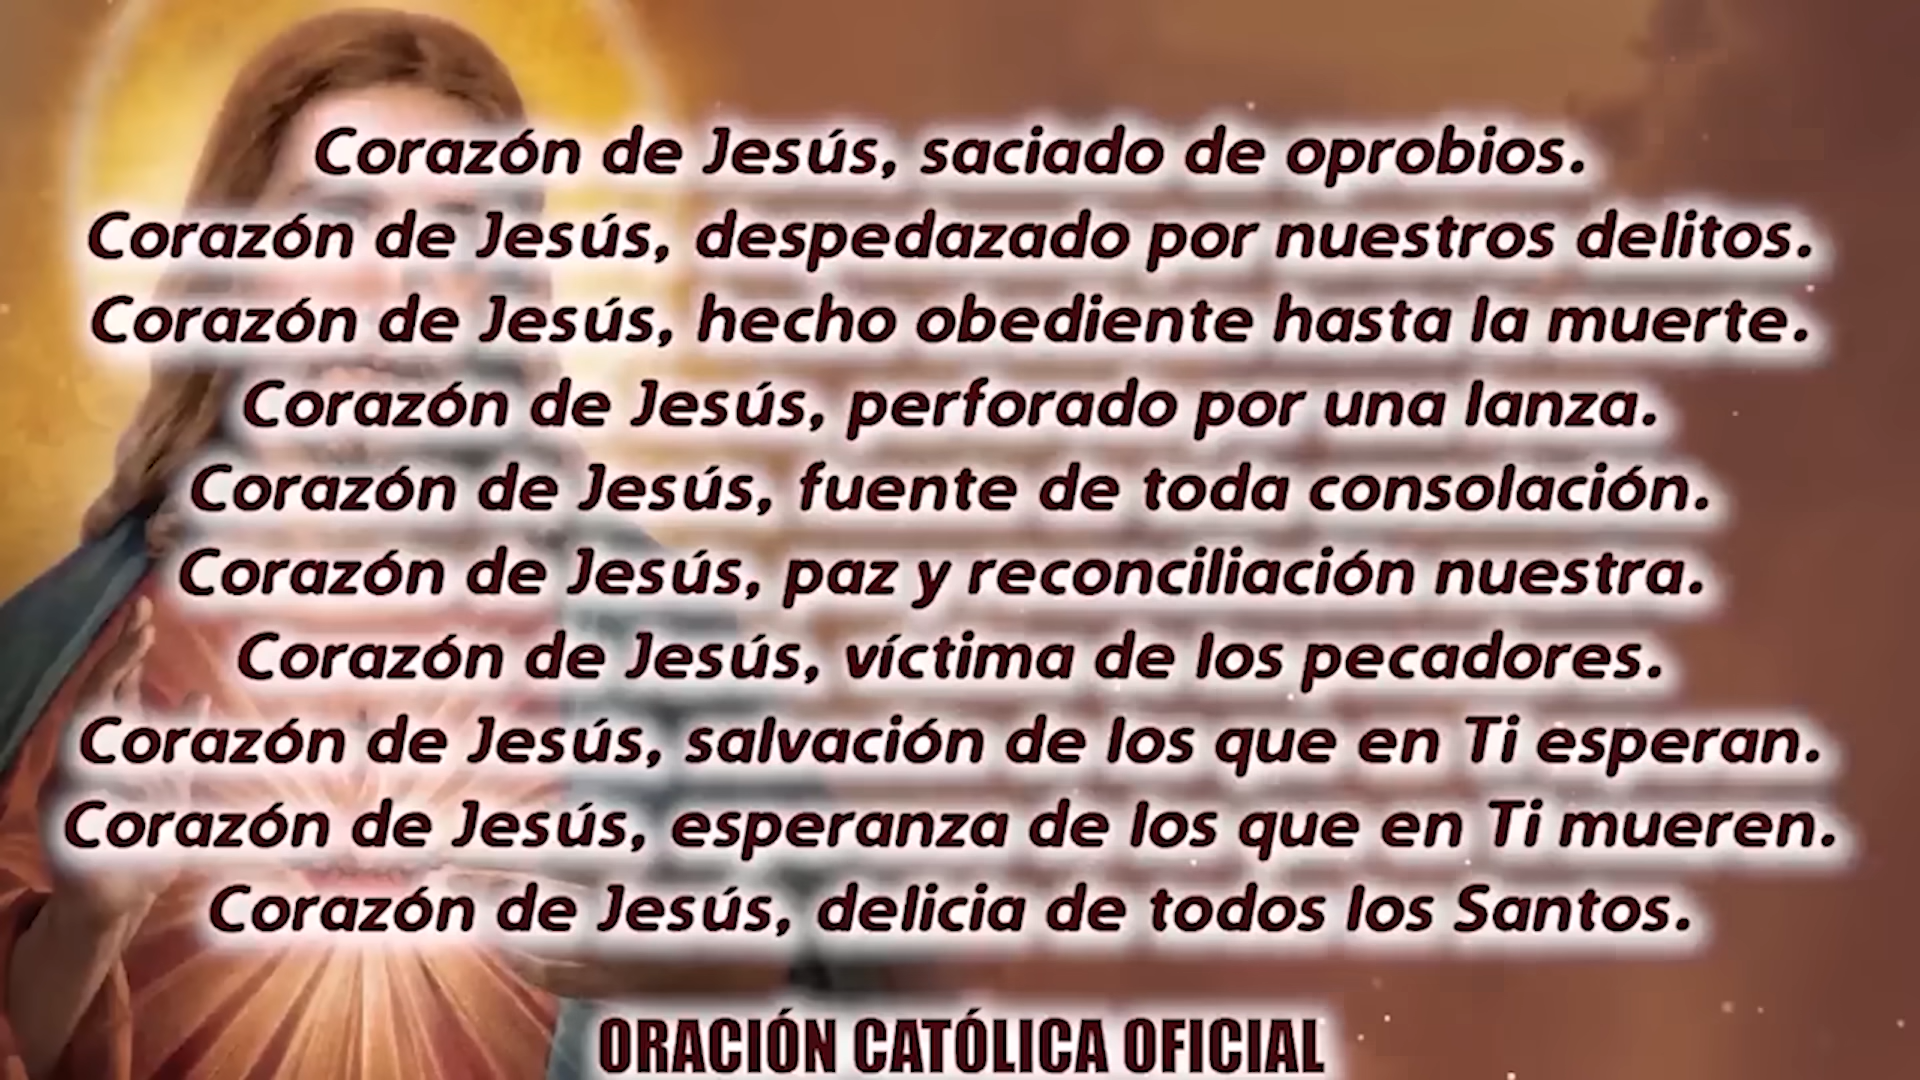 Corazón de Jesús, saciado de oprobios.
Corazón de Jesús, despedazado por nuestros delitos.
Corazón de Jesús, hecho obediente hasta la muerte.
Corazón de Jesús, perforado por una lanza.
Corazón de Jesús, fuente de toda consolación.
Corazón de Jesús, paz y reconciliación nuestra.
Corazón de Jesús, víctima de los pecadores.
Corazón de Jesús, salvación de los que en Ti esperan.
Corazón de Jesús, esperanza de los que en Ti mueren.
Corazón de Jesús, delicia de todos los Santos.
ORACIÓN CATÓLICA OFICIAL